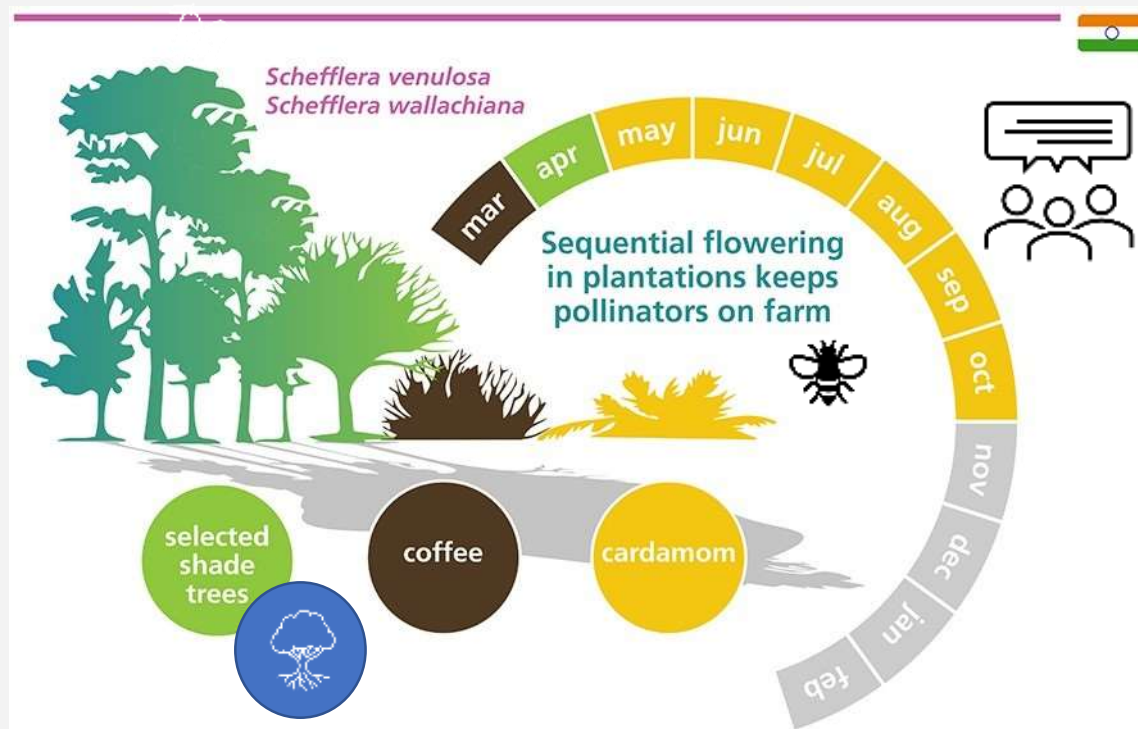 Schefflera venulosa
Schefflera wallachiana
mar
apr
may
jun
jul
aug
sep
oct
nov
dec
jan
feb
Sequential flowering
in plantations keeps
pollinators on farm
selected
shade
trees
coffee
cardamom